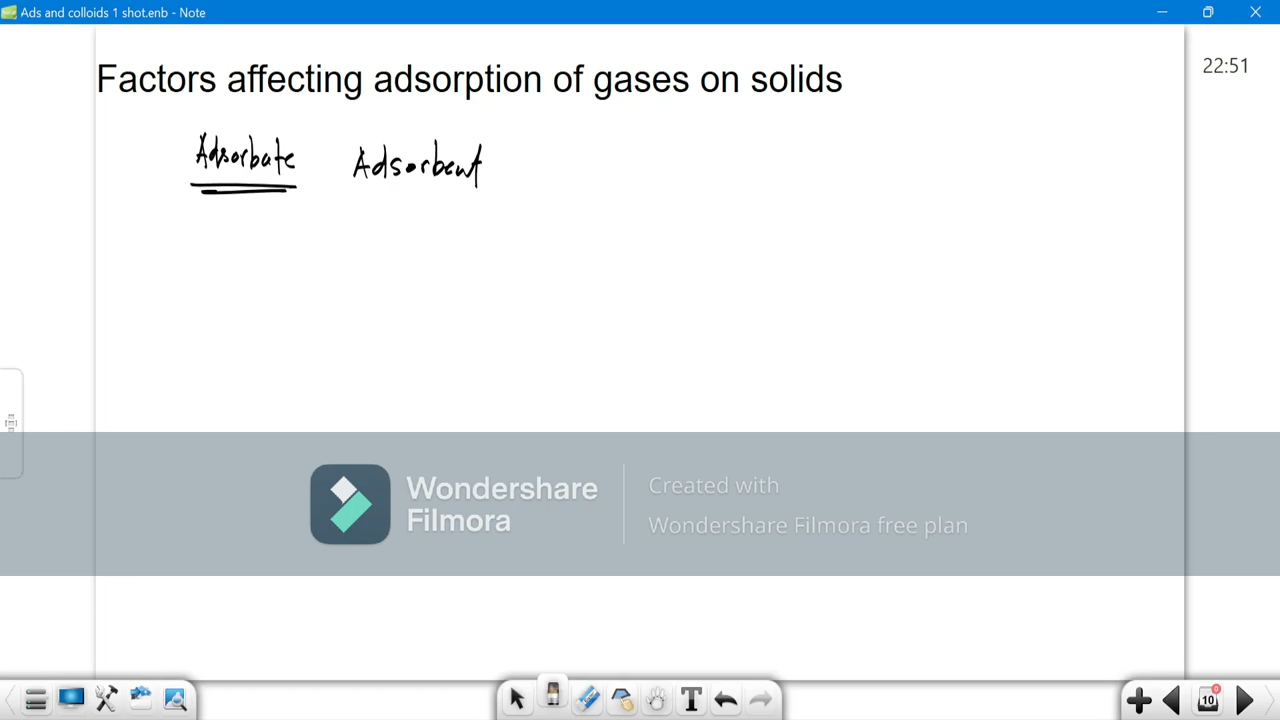 Ads and colloids 1 shot.enb - Note
22:51
Factors affecting adsorption of gases on solids
Adsorbate Adsorbent
Wondershare Filmora
Created with
Wondershare Filmora free plan
T
10
0